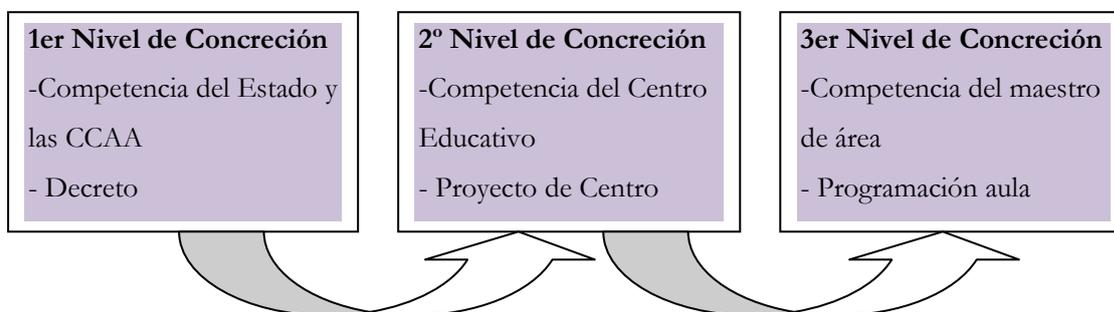 1er Nivel de Concreción
-Competencia del Estado y
las CCAA
- Decreto
2º Nivel de Concreción
-Competencia del Centro
Educativo
- Proyecto de Centro
3er Nivel de Concreción
-Competencia del maestro
de área
- Programación aula